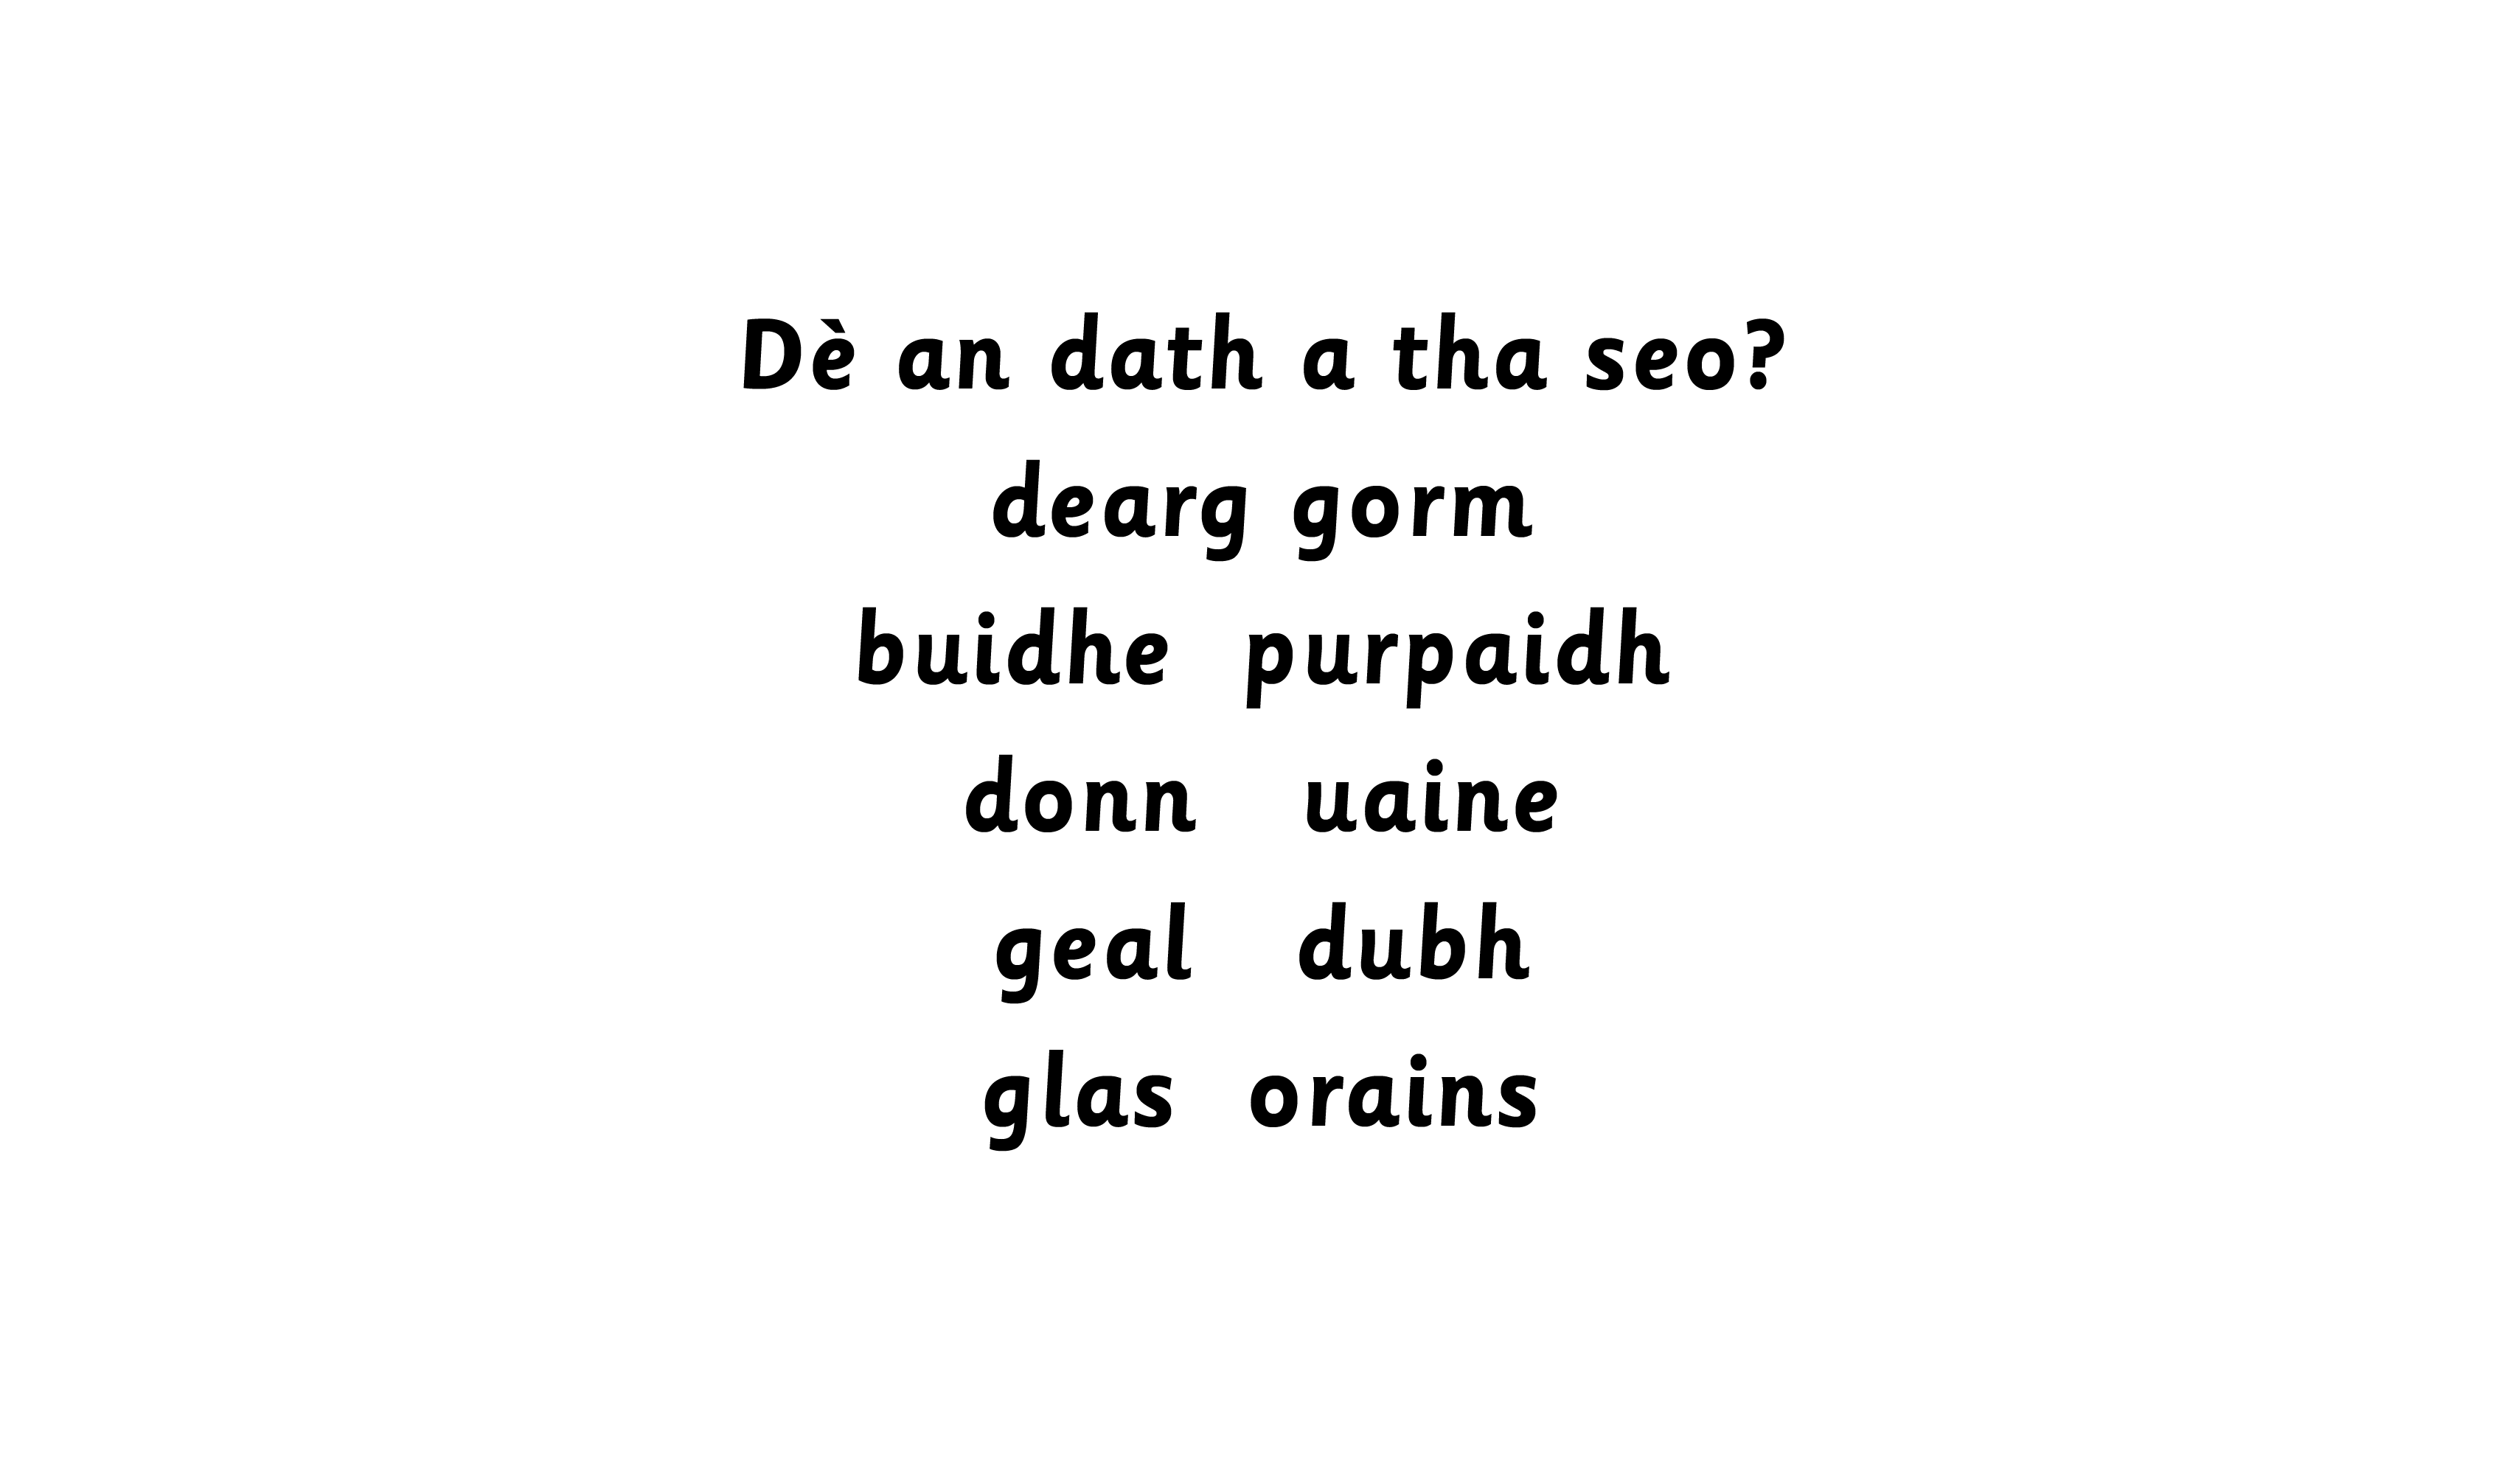 Dè an dath a tha seo?
dearg gorm
buidhe purpaidh
donn uaine
geal dubh
glas orains